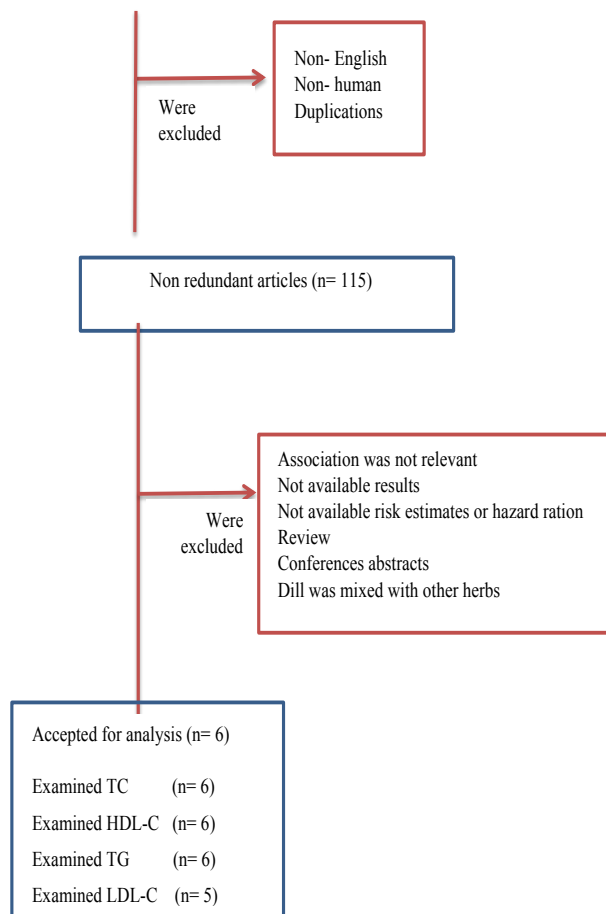 Non- English
Non- human
Duplications
Were
excluded
Non redundant articles (n= 115)
Association was not relevant
Not available results
Not available risk estimates or hazard ration
Review
Conferences abstracts
Dill was mixed with other herbs
Were
excluded
Accepted for analysis (n= 6)
Examined TC (n= 6)
Examined HDL-C (n= 6)
Examined TG (n= 6)
Examined LDL-C (n= 5)